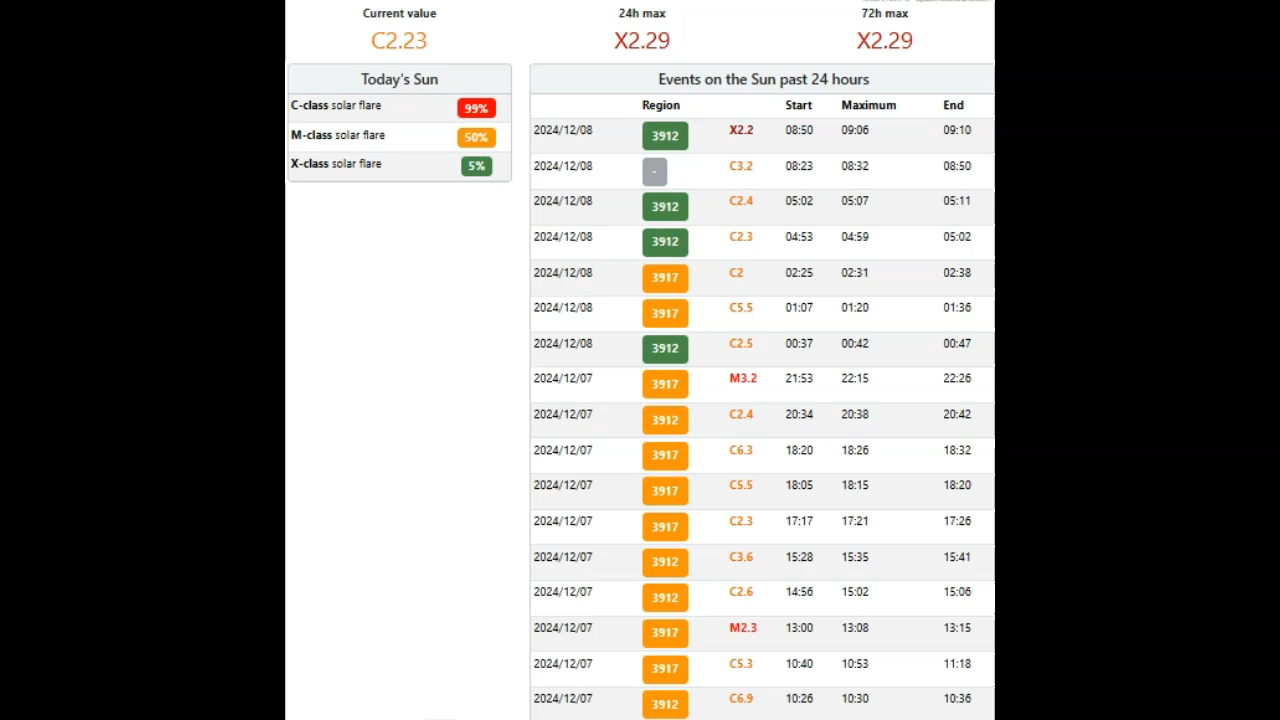 Current value 24h max 72h max
C2.23 X2.29 X2.29
Today's Sun
C-class solar flare 99%
M-class solar flare 50%
X-class solar flare 5%
Events on the Sun past 24 hours
Region Start Maximum End
2024/12/08 3912 X2.2 08:50 09:06 09:10
2024/12/08 - C3.2 08:23 08:32 08:50
2024/12/08 3912 C2.4 05:02 05:07 05:11
2024/12/08 3912 C2.3 04:53 04:59 05:02
2024/12/08 3917 C2 02:25 02:31 02:38
2024/12/08 3917 C5.5 01:07 01:20 01:36
2024/12/08 3912 C2.5 00:37 00:42 00:47
2024/12/07 3917 M3.2 21:53 22:15 22:26
2024/12/07 3912 C2.4 20:34 20:38 20:42
2024/12/07 3917 C6.3 18:20 18:26 18:32
2024/12/07 3917 C5.5 18:05 18:15 18:20
2024/12/07 3917 C2.3 17:17 17:21 17:26
2024/12/07 3912 C3.6 15:28 15:35 15:41
2024/12/07 3912 C2.6 14:56 15:02 15:06
2024/12/07 3917 M2.3 13:00 13:08 13:15
2024/12/07 3917 C5.3 10:40 10:53 11:18
2024/12/07 3912 C6.9 10:26 10:30 10:36